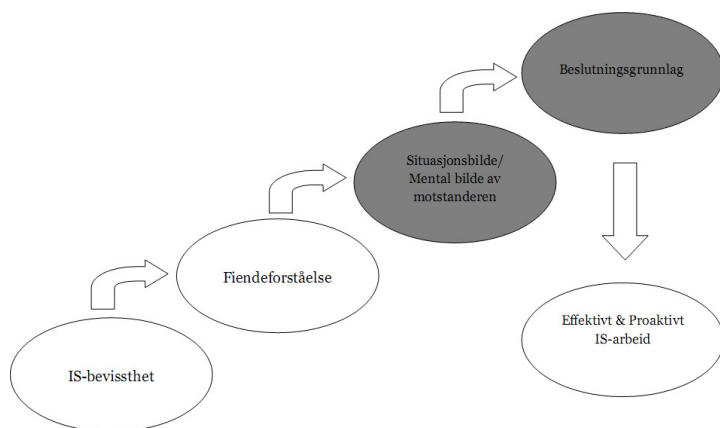 Beslutningsgrunnlag
Situasjonsbilde/
Mental bilde av
motstanderen
Fiendeforståelse
IS-bevissthet
Effektivt & Proaktivt
IS-arbeid